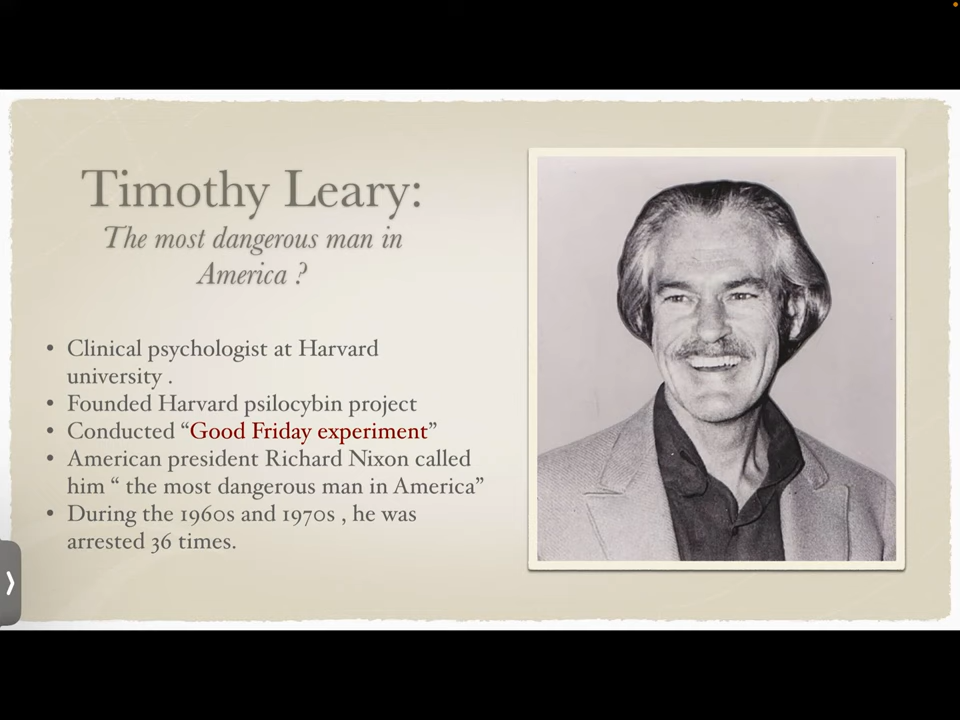 Timothy Leary:
The most dangerous man in
America ?
• Clinical psychologist at Harvard
university .
• Founded Harvard psilocybin project
• Conducted “Good Friday experiment”
• American president Richard Nixon called
him “ the most dangerous man in America”
• During the 1960s and 1970s , he was
arrested 36 times.